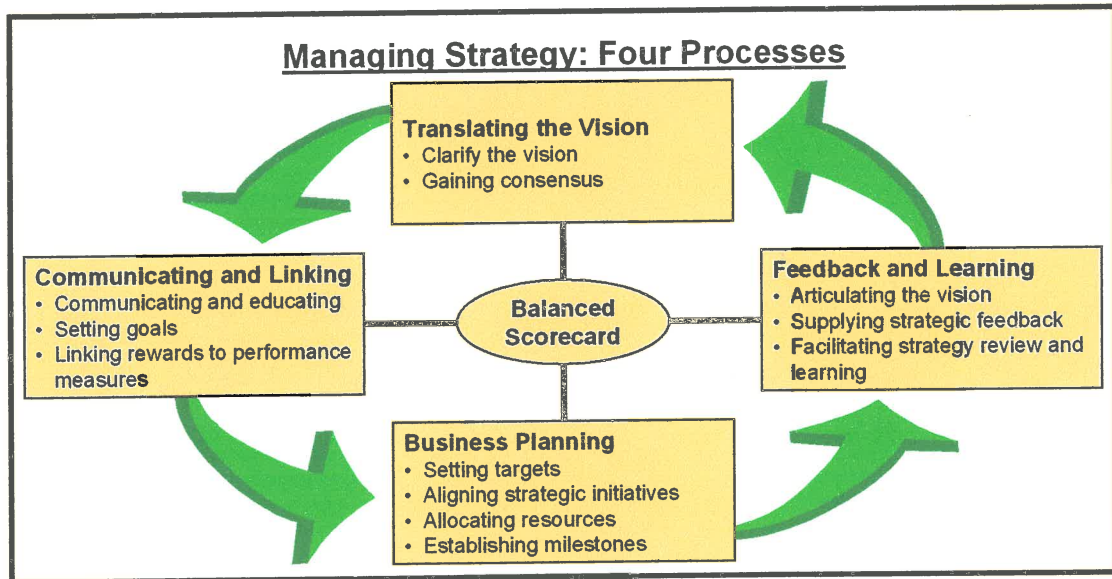 Managing Strategy: Four Processes
Translating the Vision
• Clarify the vision
• Gaining consensus
Communicating and Linking
• Communicating and educating
• Setting goals
• Linking rewards to performance
measures
Balanced
Scorecard
Feedback and Learning
• Articulating the vision
• Supplying strategic feedback
• Facilitating strategy review and
learning
Business Planning
• Setting targets
• Aligning strategic initiatives
• Allocating resources
• Establishing milestones